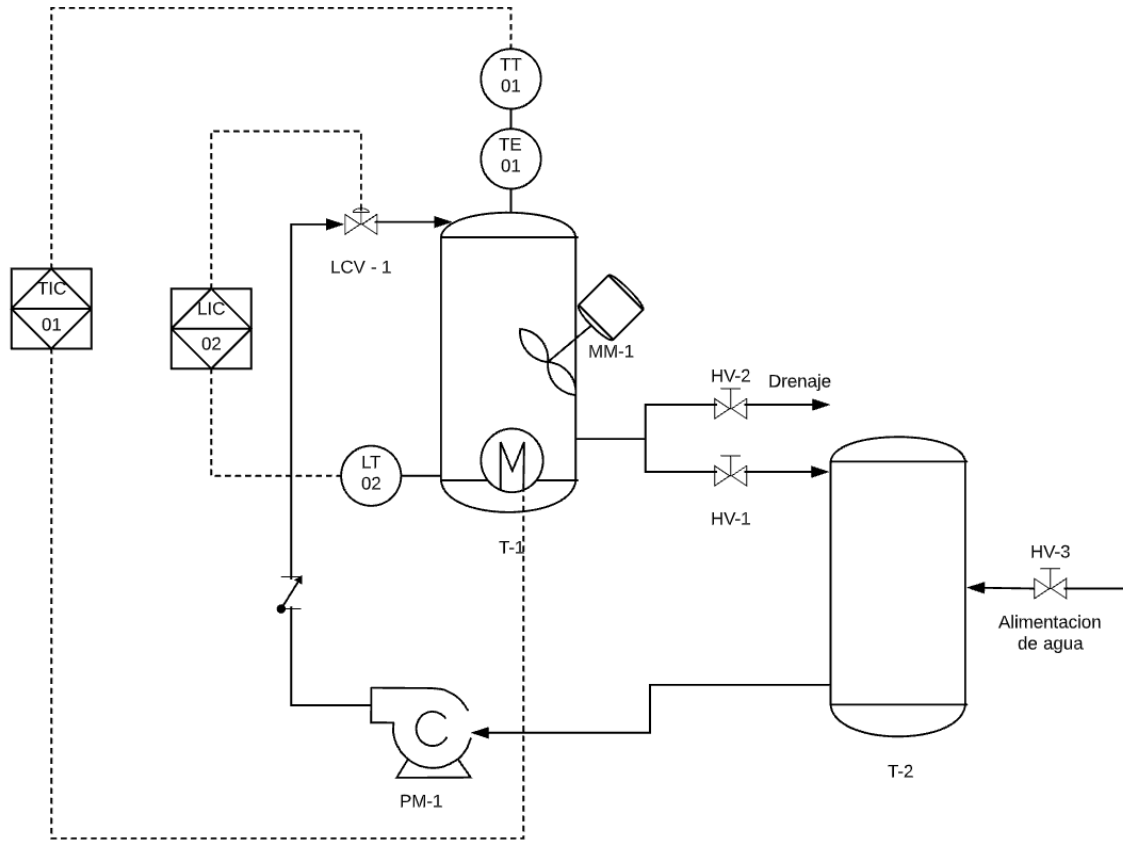 TT
01
TE
01
LCV - 1
TIC
01
LIC
02
MM-1
HV-2
Drenaje
LT
02
HV-1
T-1
HV-3
Alimentacion
de agua
PM-1
T-2